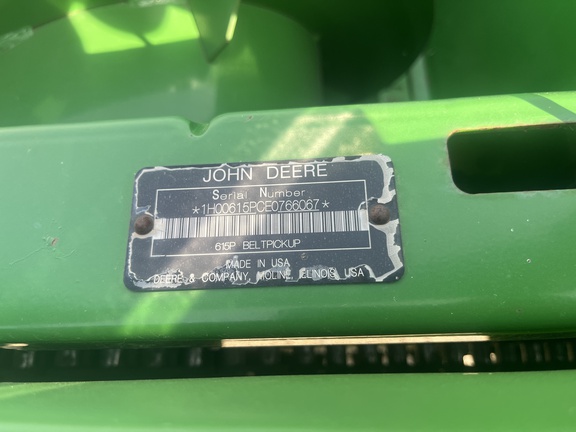 JOHN DEERE
Serial Number
*1H00615PCE0766067*
615P BELTPICKUP
MADE IN USA
DEERE & COMPANY MOLINE ILLINOIS USA